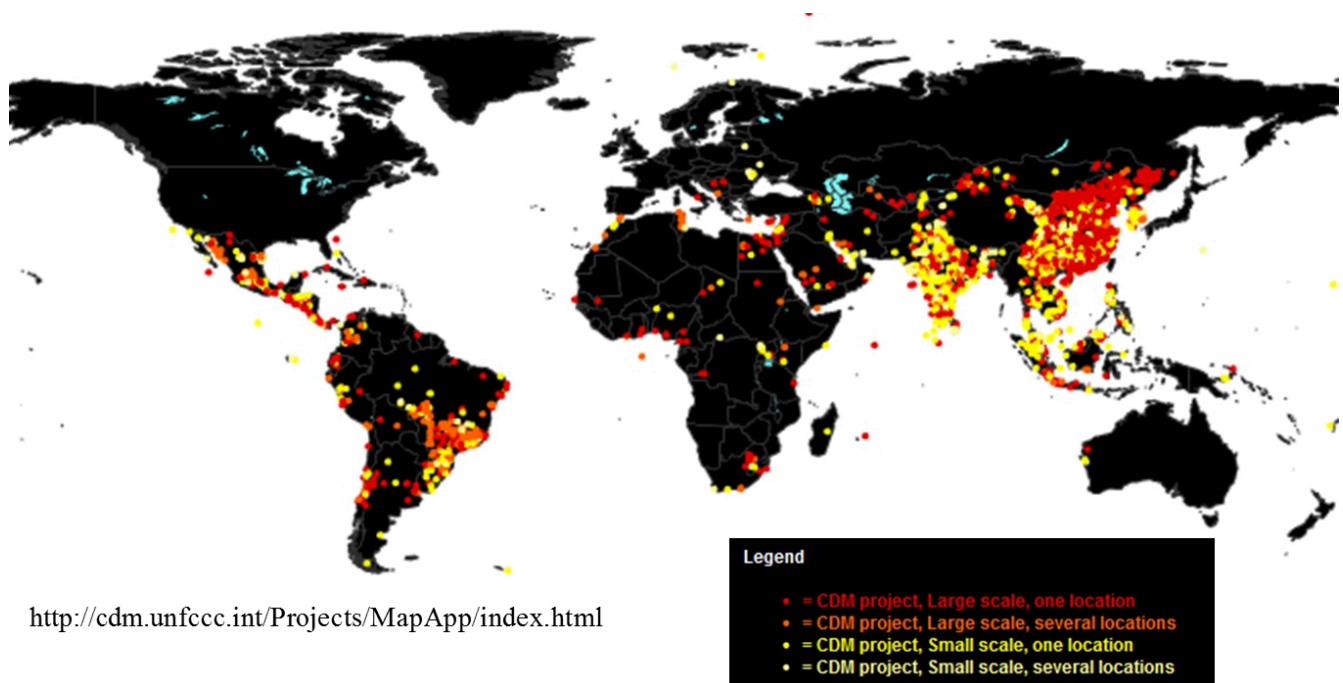 http://cdm.unfccc.int/Projects/MapApp/index.html
Legend
= CDM project, Large scale, one location
= CDM project, Large scale, several locations
= CDM project, Small scale, one location
= CDM project, Small scale, several locations